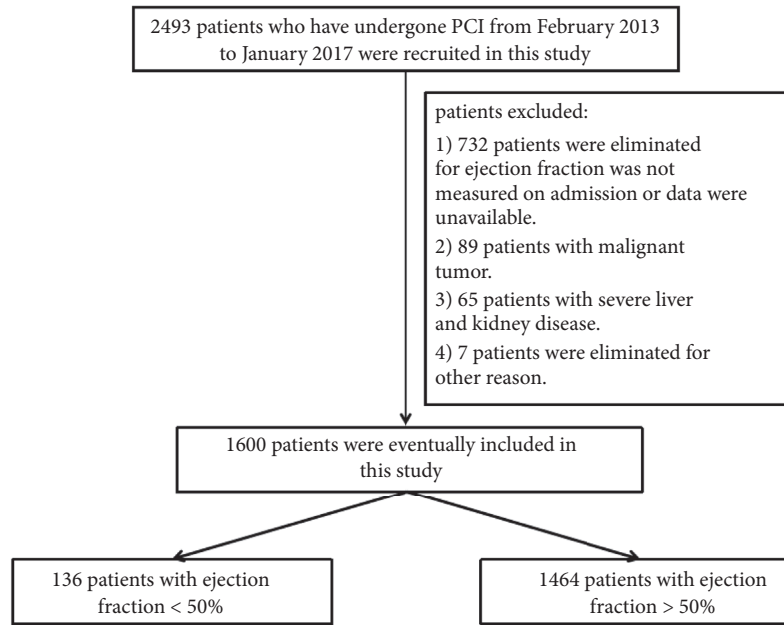 2493 patients who have undergone PCI from February 2013
to January 2017 were recruited in this study
patients excluded:
1) 732 patients were eliminated
for ejection fraction was not
measured on admission or data were
unavailable.
2) 89 patients with malignant
tumor.
3) 65 patients with severe liver
and kidney disease.
4) 7 patients were eliminated for
other reason.
1600 patients were eventually included in
this study
136 patients with ejection
fraction < 50%
1464 patients with ejection
fraction > 50%